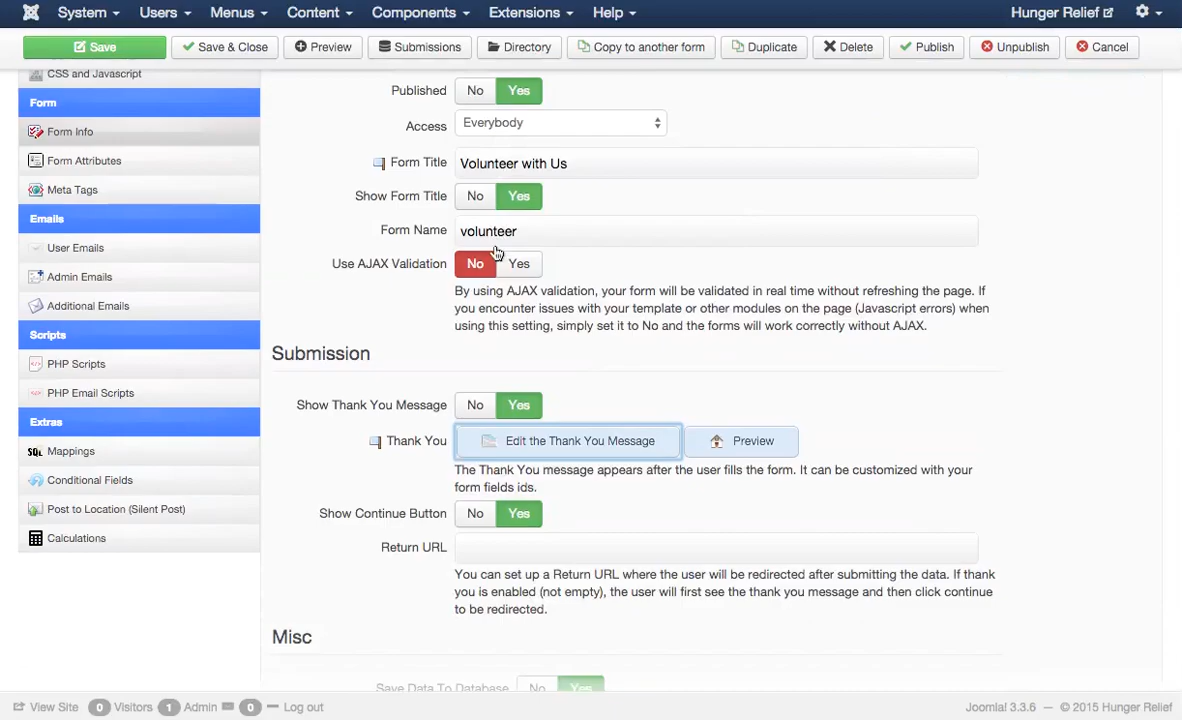 System Users Menus Content Components Extensions Help Hunger Relief
Save Save & Close Preview Submissions Directory Copy to another form Duplicate Delete Publish Unpublish Cancel
CSS and Javascript
Form
Form Info
Form Attributes
Meta Tags
Emails
User Emails
Admin Emails
Additional Emails
Scripts
PHP Scripts
PHP Email Scripts
Extras
SQL Mappings
Conditional Fields
Post to Location (Silent Post)
Calculations
Published No Yes
Access Everybody
Form Title Volunteer with Us
Show Form Title No Yes
Form Name volunteer
Use AJAX Validation No Yes
By using AJAX validation, your form will be validated in real time without refreshing the page. If
you encounter issues with your template or other modules on the page (Javascript errors) when
using this setting, simply set it to No and the forms will work correctly without AJAX.
Submission
Show Thank You Message No Yes
Thank You Edit the Thank You Message Preview
The Thank You message appears after the user fills the form. It can be customized with your
form fields ids.
Show Continue Button No Yes
Return URL
You can set up a Return URL where the user will be redirected after submitting the data. If thank
you is enabled (not empty), the user will first see the thank you message and then click continue
to be redirected.
Misc
Save Data To Database No Yes
View Site 0 Visitors 1 Admin 0 Log out Joomla! 3.3.6 — © 2015 Hunger Relief